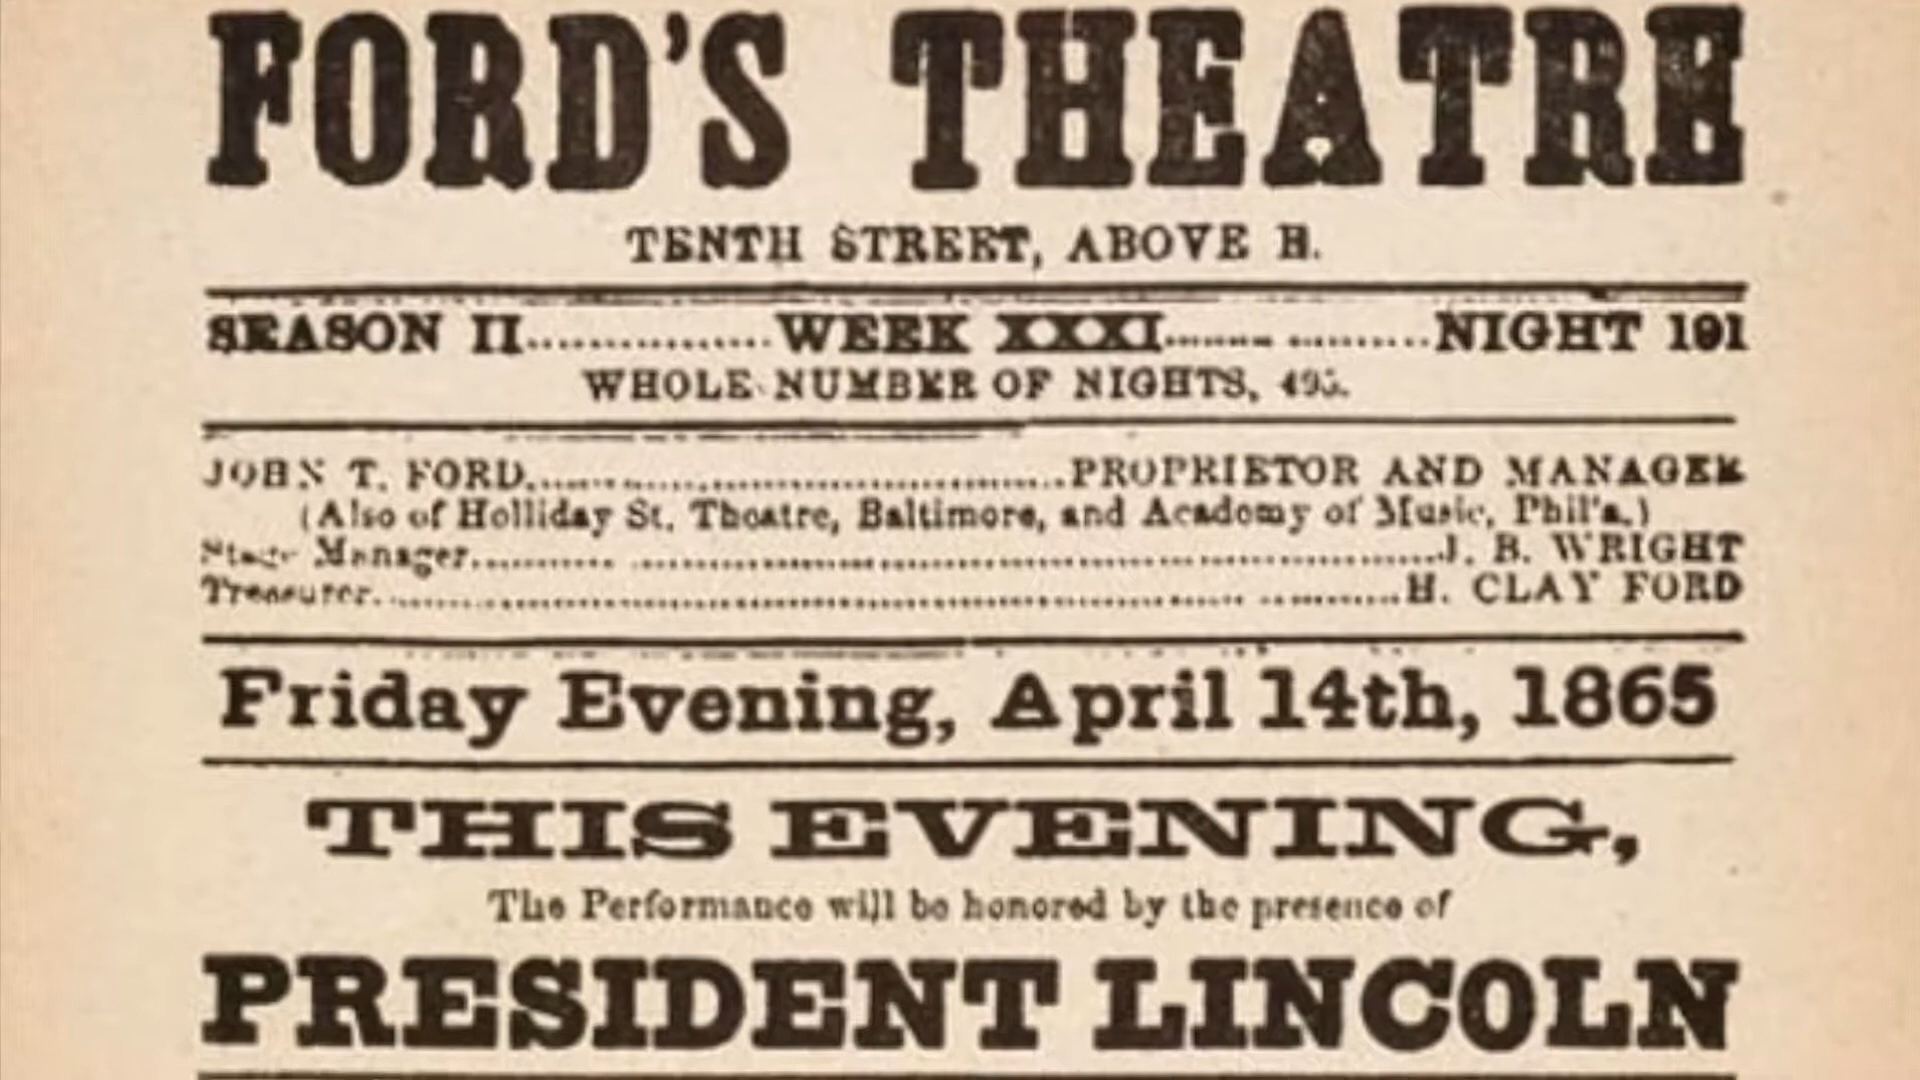 FORD'S THEATRE
TENTH STREET, ABOVE E.
SEASON II WEEK XXXI NIGHT 191
WHOLE NUMBER OF NIGHTS, 495.
JOHN T. FORD PROPRIETOR AND MANAGER
(Also of Holliday St. Theatre, Baltimore, and Academy of Music, Phil'a.)
Stage Manager J. B. WRIGHT
Treasurer H. CLAY FORD
Friday Evening, April 14th, 1865
THIS EVENING,
The Performance will be honored by the presence of
PRESIDENT LINCOLN